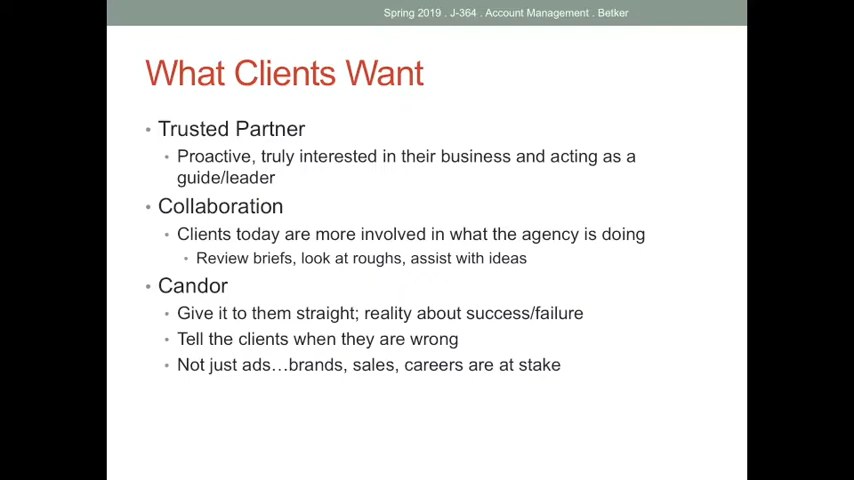 Spring 2019 . J-364 . Account Management . Betker
What Clients Want
• Trusted Partner
• Proactive, truly interested in their business and acting as a
guide/leader
• Collaboration
• Clients today are more involved in what the agency is doing
• Review briefs, look at roughs, assist with ideas
• Candor
• Give it to them straight; reality about success/failure
• Tell the clients when they are wrong
• Not just ads…brands, sales, careers are at stake